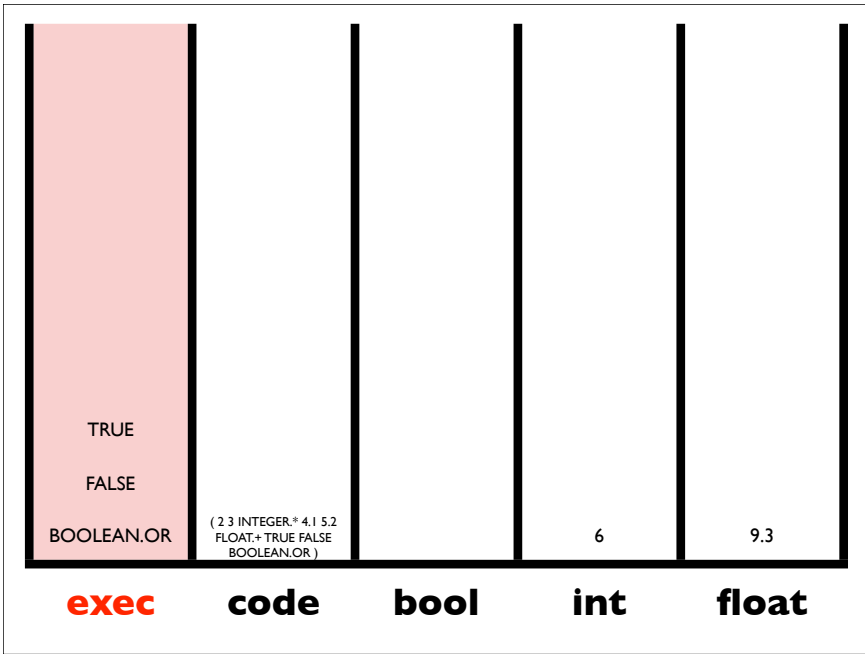 TRUE
FALSE
BOOLEAN.OR
( 2 3 INTEGER.* 4.1 5.2
FLOAT.+ TRUE FALSE
BOOLEAN.OR )
6
9.3
exec
code
bool
int
float